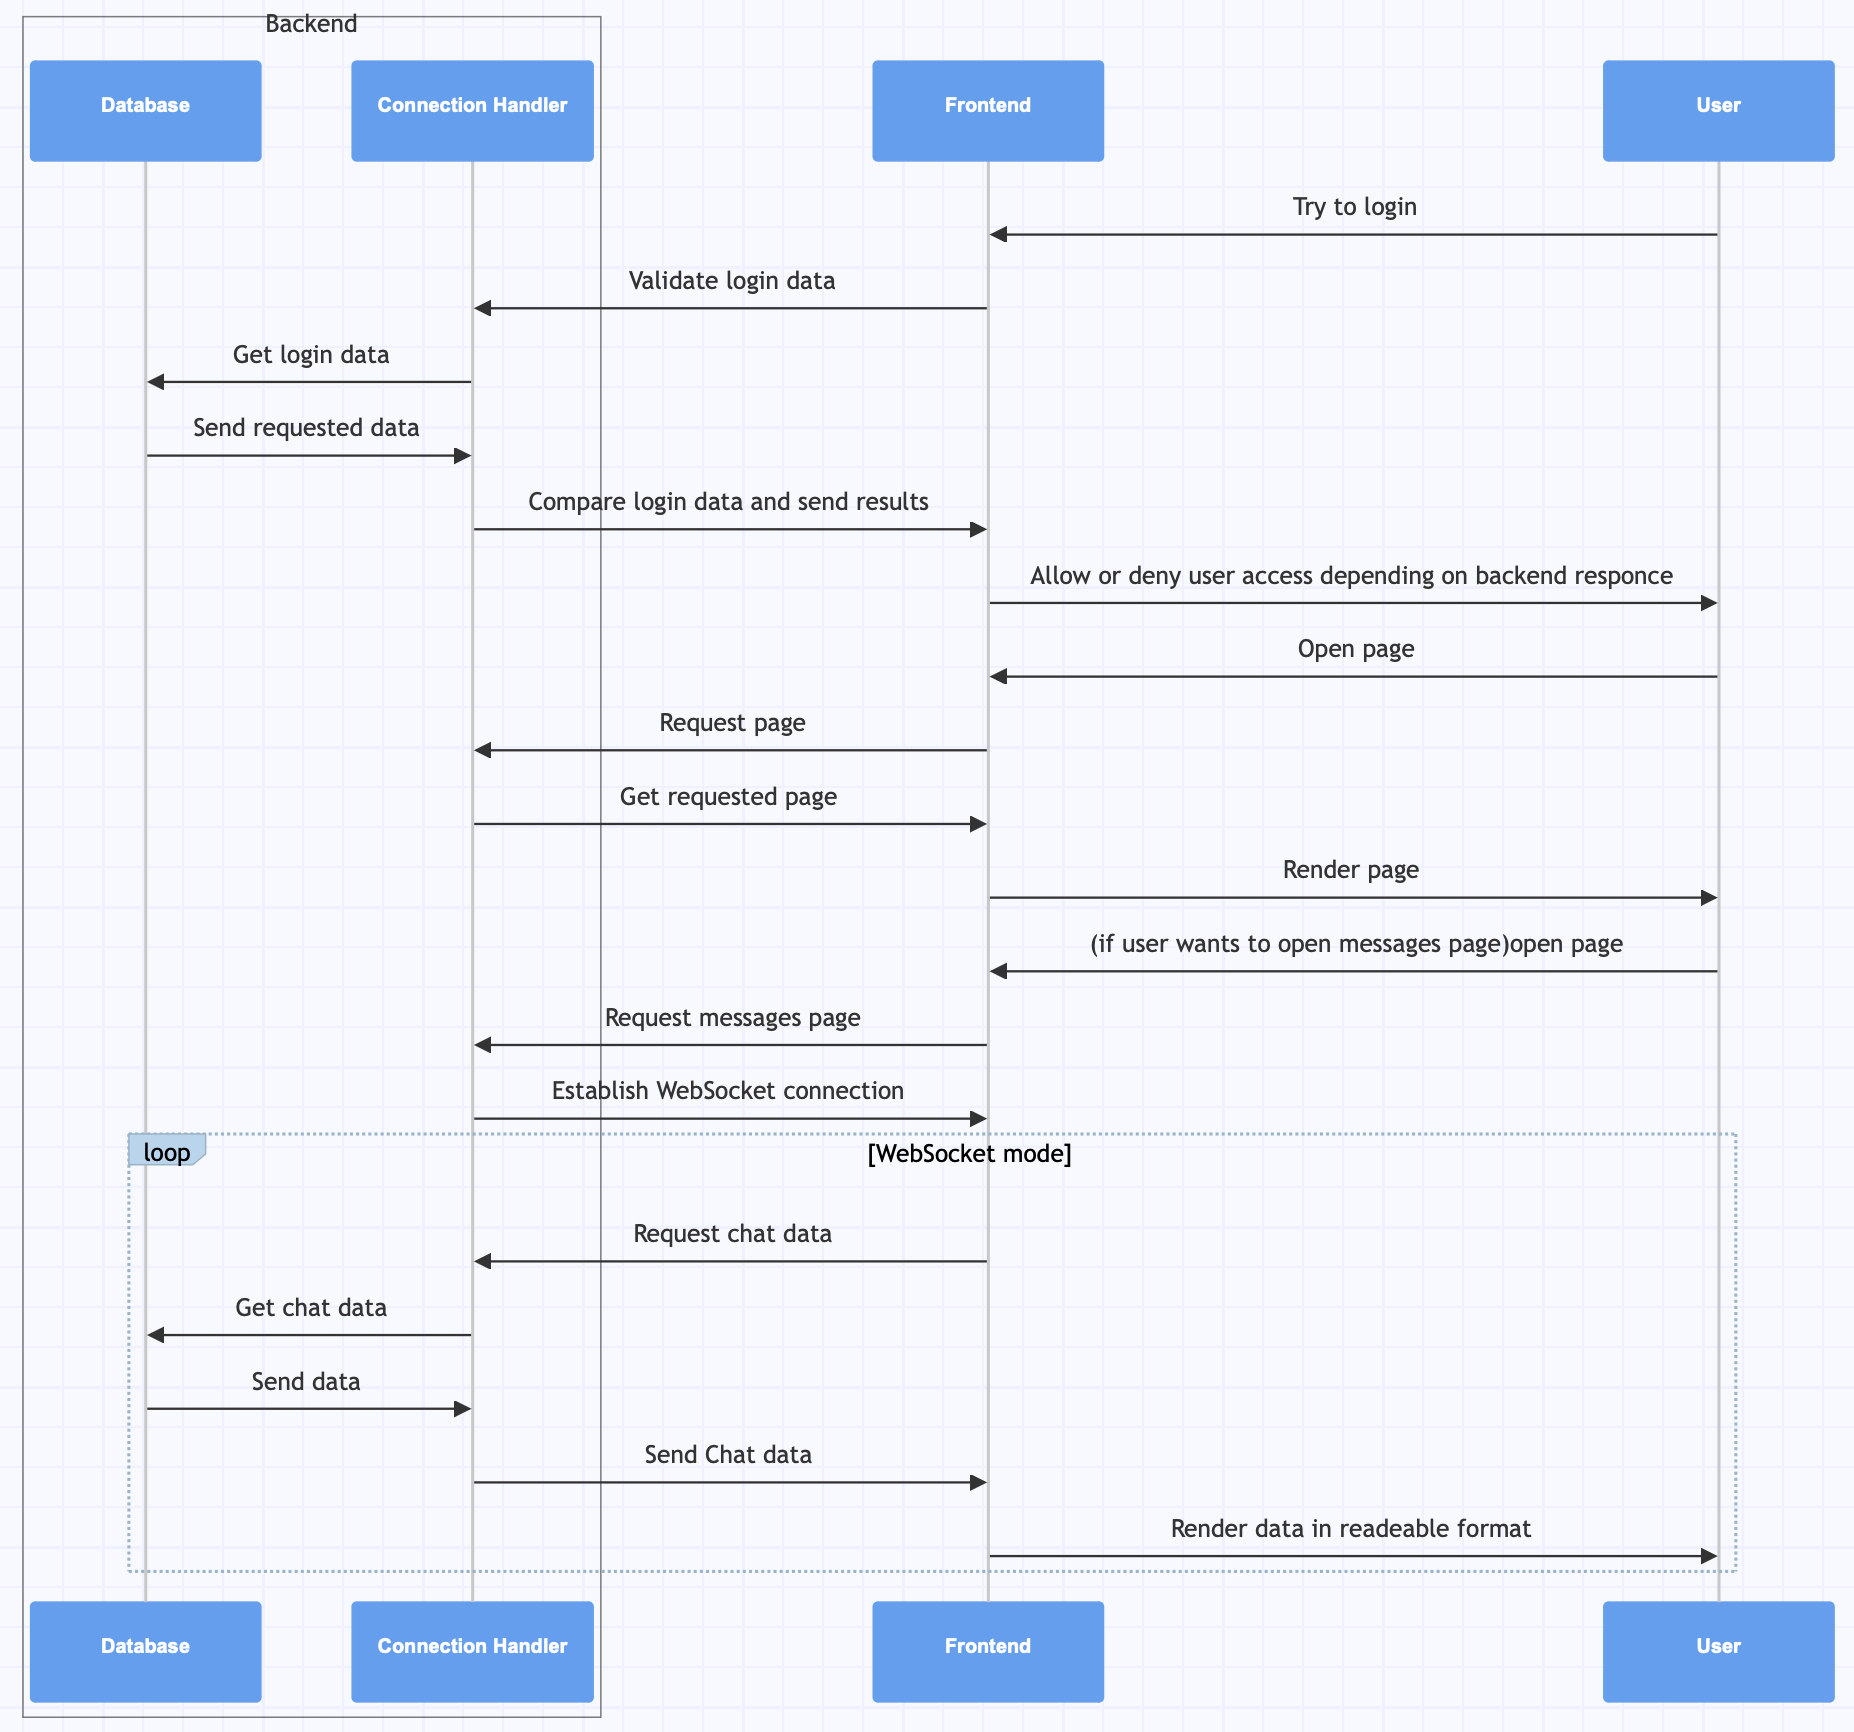 Backend
Database
Connection Handler
Frontend
User
Try to login
Validate login data
Get login data
Send requested data
Compare login data and send results
Allow or deny user access depending on backend responce
Open page
Request page
Get requested page
Render page
(if user wants to open messages page)open page
Request messages page
Establish WebSocket connection
loop
[WebSocket mode]
Request chat data
Get chat data
Send data
Send Chat data
Render data in readeable format
Database
Connection Handler
Frontend
User